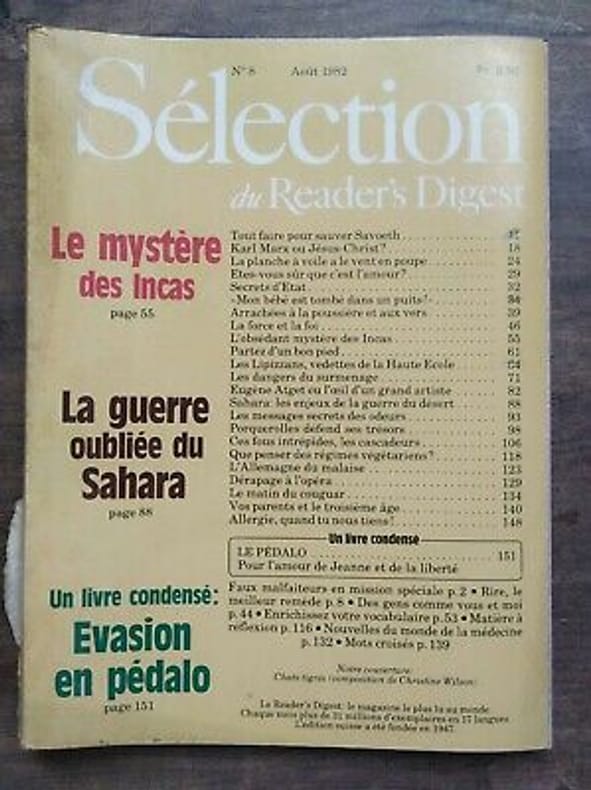 N° 8 Août 1982 Fr.
Sélection
du Reader's Digest
Le mystère
des Incas
page 55
La guerre
oubliée du
Sahara
page 88
Un livre condensé:
Evasion
en pédalo
page 151
Tout faire pour sauver Savoeth
Karl Marx ou Jésus-Christ? 18
La planche à voile a le vent en poupe 24
Etes-vous sûr que c'est l'amour? 29
Secrets d'Etat 32
«Mon bébé est tombé dans un puits!» 34
Arrachées à la poussière et aux vers 39
La force et la foi 46
L'obsédant mystère des Incas 55
Partez d'un bon pied 61
Les Lipizzans, vedettes de la Haute Ecole 64
Les dangers du surmenage 71
Eugène Atget ou l'œil d'un grand artiste 82
Sahara: les enjeux de la guerre du désert 88
Les messages secrets des odeurs 93
Porquerolles défend ses trésors 98
Ces fous intrépides, les cascadeurs 106
Que penser des régimes végétariens? 118
L'Allemagne du malaise 123
Dérapage à l'opéra 129
Le matin du couguar 134
Vos parents et le troisième âge 140
Allergie, quand tu nous tiens! 148
Un livre condensé
LE PÉDALO 151
Pour l'amour de Jeanne et de la liberté
Faux malfaiteurs en mission spéciale p. 2 • Rire, le
meilleur remède p. 8 • Des gens comme vous et moi
p. 44 • Enrichissez votre vocabulaire p. 53 • Matière à
réflexion p. 116 • Nouvelles du monde de la médecine
p. 132 • Mots croisés p. 139
Notre couverture:
Chats tigrés (composition de Christine Wilson)
Le Reader's Digest: le magazine le plus lu au monde.
Chaque mois plus de 31 millions d'exemplaires en 17 langues.
L'édition suisse a été fondée en 1947.